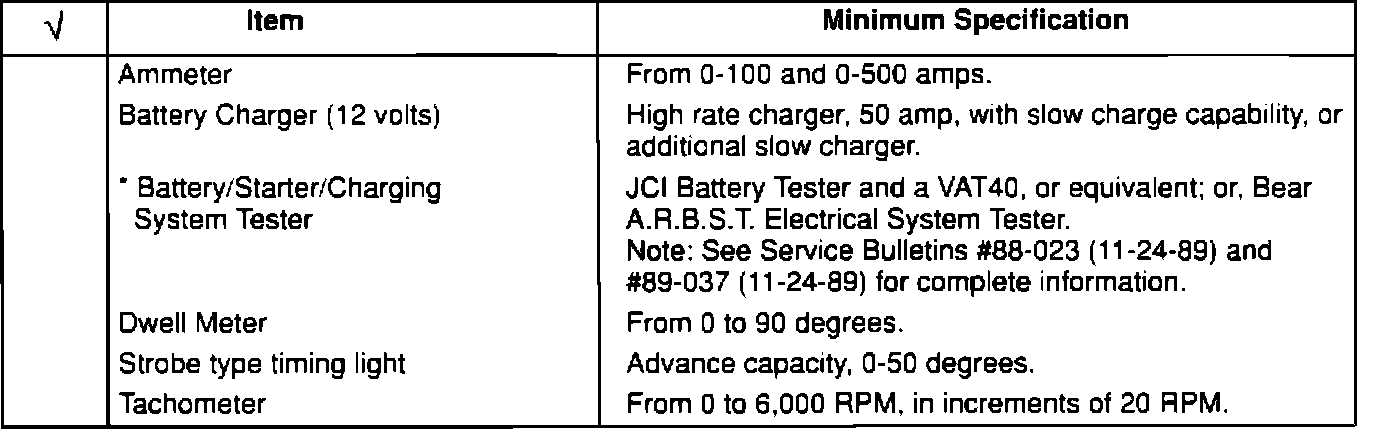 √ Item Minimum Specification
Ammeter From 0-100 and 0-500 amps.
Battery Charger (12 volts) High rate charger, 50 amp, with slow charge capability, or
additional slow charger.
* Battery/Starter/Charging JCI Battery Tester and a VAT40, or equivalent; or, Bear
System Tester A.R.B.S.T. Electrical System Tester.
Note: See Service Bulletins #88-023 (11-24-89) and
#89-037 (11-24-89) for complete information.
Dwell Meter From 0 to 90 degrees.
Strobe type timing light Advance capacity, 0-50 degrees.
Tachometer From 0 to 6,000 RPM, in increments of 20 RPM.